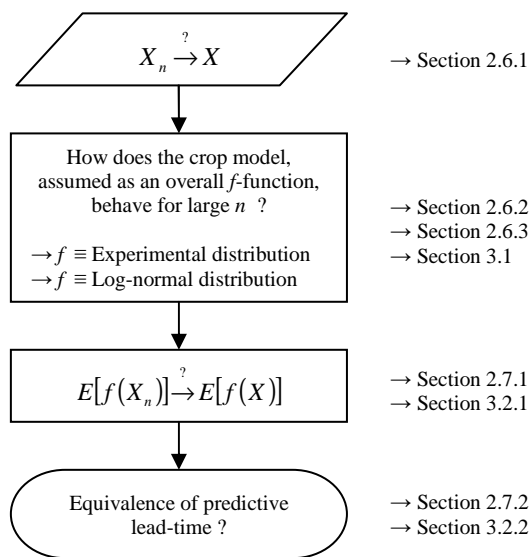 ?
X_n → X
→ Section 2.6.1
How does the crop model,
assumed as an overall f-function,
behave for large n ?
→ f ≡ Experimental distribution
→ f ≡ Log-normal distribution
→ Section 2.6.2
→ Section 2.6.3
→ Section 3.1
?
E[f(X_n)] → E[f(X)]
→ Section 2.7.1
→ Section 3.2.1
Equivalence of predictive
lead-time ?
→ Section 2.7.2
→ Section 3.2.2